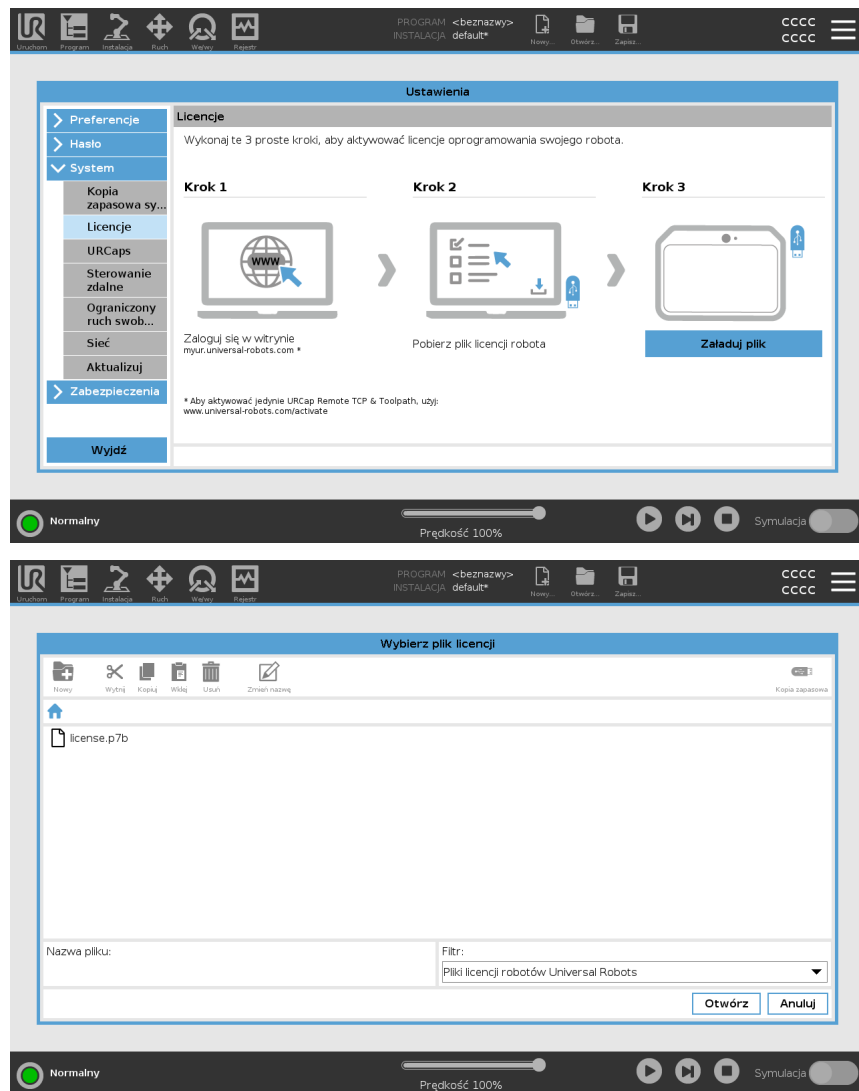 PROGRAM <beznazwy>
INSTALACJA default*
CCCC
CCCC
Uruchom Program Instalacja Ruch We/wy Rejestr Nowy... Otwórz... Zapisz...
Ustawienia
Preferencje
Hasło
System
Kopia
zapasowa sy...
Licencje
URCaps
Sterowanie
zdalne
Ograniczony
ruch swob...
Sieć
Aktualizuj
Zabezpieczenia
Wyjdź
Licencje
Wykonaj te 3 proste kroki, aby aktywować licencje oprogramowania swojego robota.
Krok 1 Krok 2 Krok 3
www
Zaloguj się w witrynie
myur.universal-robots.com *
Pobierz plik licencji robota
Załaduj plik
* Aby aktywować jedynie URCap Remote TCP & Toolpath, użyj:
www.universal-robots.com/activate
Normalny
Prędkość 100%
Symulacja
PROGRAM <beznazwy>
INSTALACJA default*
CCCC
CCCC
Uruchom Program Instalacja Ruch We/wy Rejestr Nowy... Otwórz... Zapisz...
Wybierz plik licencji
Nowy Wytnij Kopiuj Wklej Usuń Zmień nazwę Kopia zapasowa
license.p7b
Nazwa pliku:
Filtr:
Pliki licencji robotów Universal Robots
Otwórz Anuluj
Normalny
Prędkość 100%
Symulacja